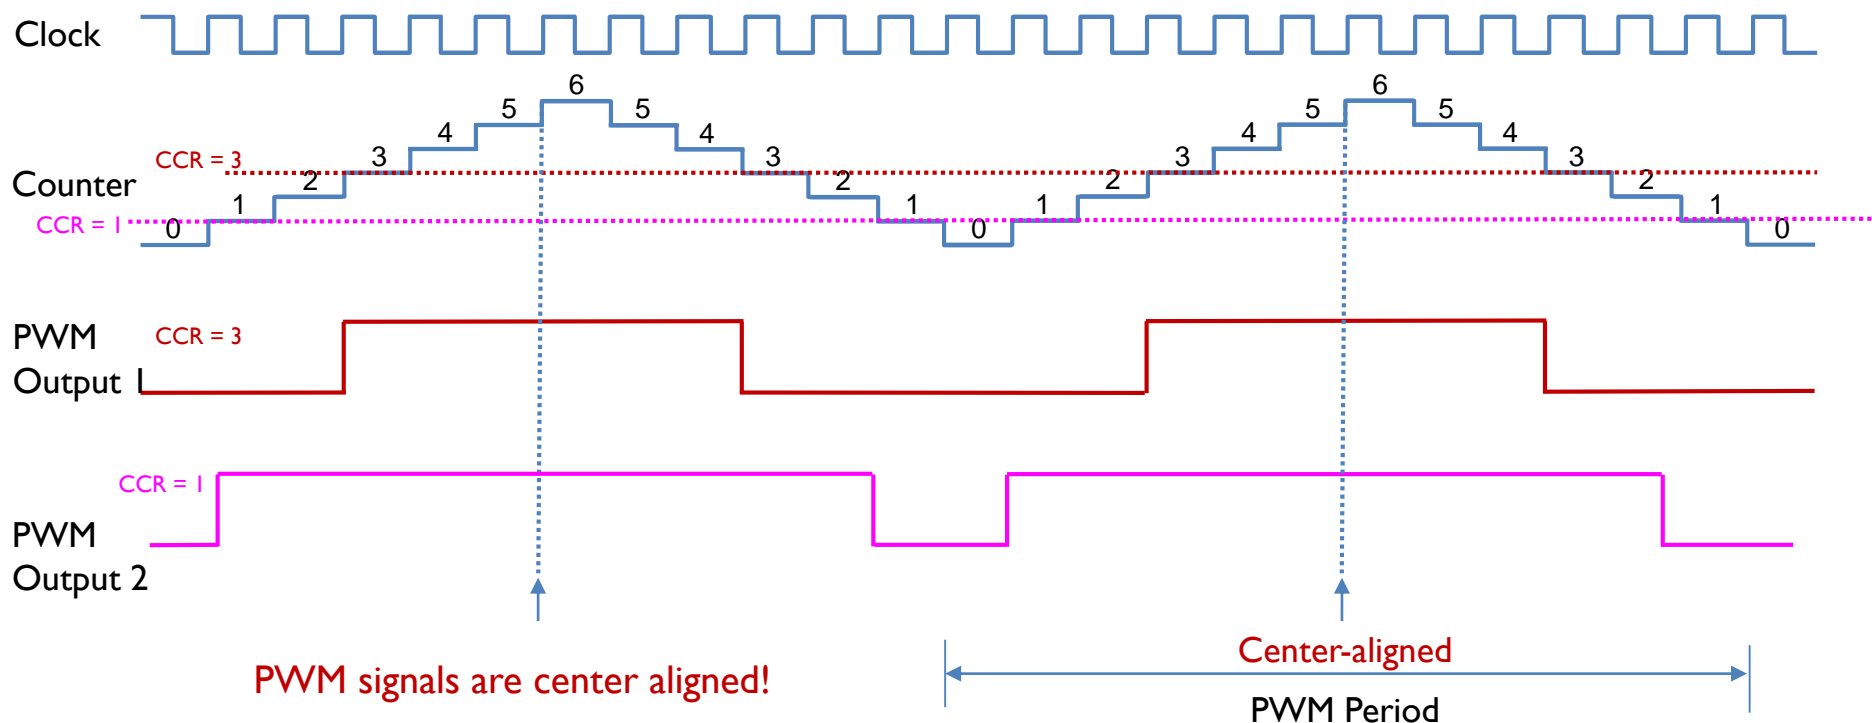 Clock
6
6
5
5
5
5
4
4
4
4
CCR = 3
3
3
3
3
Counter
2
2
2
2
CCR = 1
0
1
1
0
1
1
0
PWM
Output 1
CCR = 3
CCR = 1
PWM
Output 2
PWM signals are center aligned!
Center-aligned
PWM Period